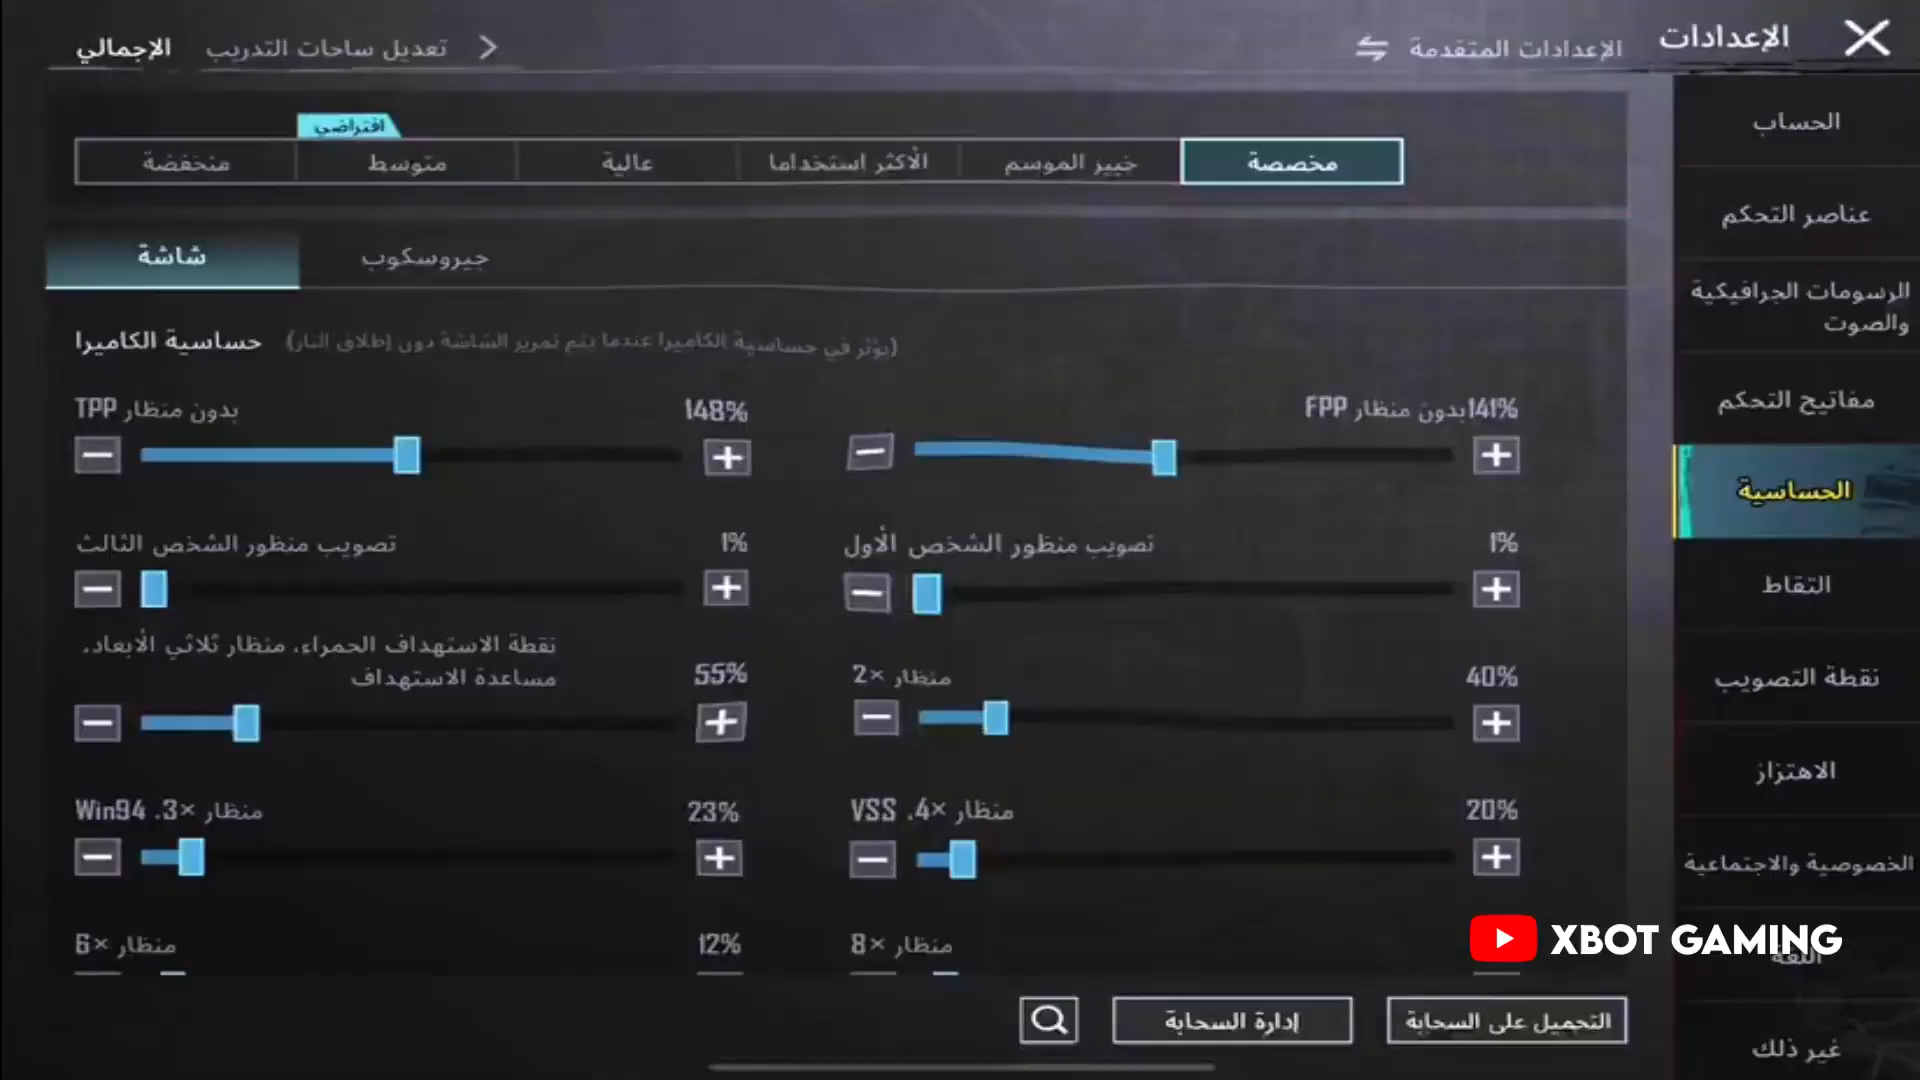 الإعدادات
الإعدادات المتقدمة
تعديل ساحات التدريب
الإجمالي
افتراضي
مخصصة
خبير الموسم
الأكثر استخداما
عالية
متوسط
منخفضة
شاشة
جيروسكوب
حساسية الكاميرا (يؤثر في حساسية الكاميرا عندما يتم تمرير الشاشة دون إطلاق النار)
بدون منظار TPP
148%
بدون منظار FPP
141%
تصويب منظور الشخص الثالث
1%
تصويب منظور الشخص الأول
1%
نقطة الاستهداف الحمراء، منظار ثلاثي الأبعاد،
مساعدة الاستهداف
55%
منظار ×2
40%
منظار ×3، Win94
23%
منظار ×4، VSS
20%
منظار ×6
12%
منظار ×8
إدارة السحابة
التحميل على السحابة
الحساب
عناصر التحكم
الرسومات الجرافيكية
والصوت
مفاتيح التحكم
الحساسية
التقاط
نقطة التصويب
الاهتزاز
الخصوصية والاجتماعية
XBOT GAMING
اللغة
غير ذلك